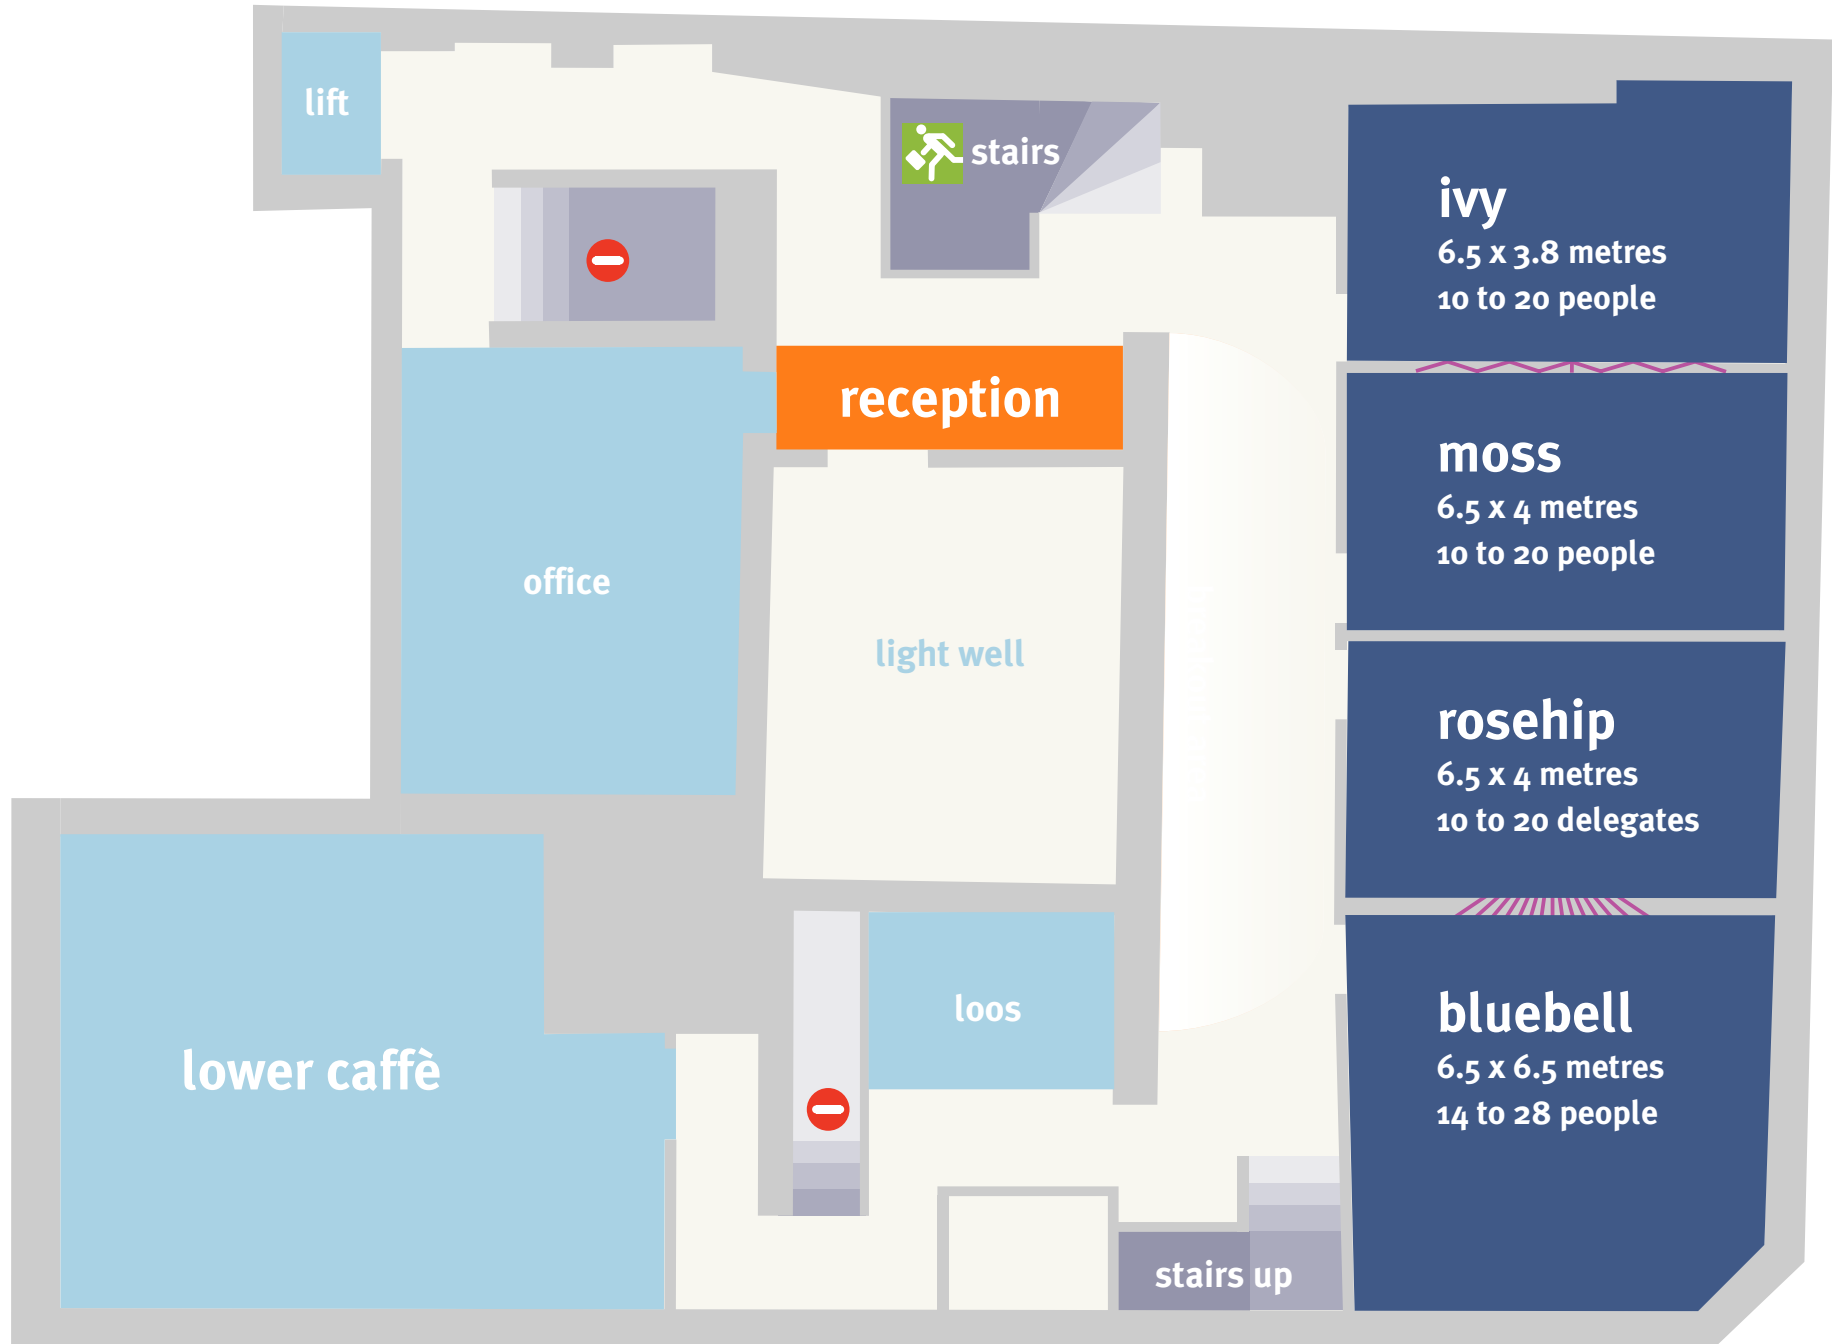 lift
stairs
ivy
6.5 x 3.8 metres
10 to 20 people
reception
moss
6.5 x 4 metres
10 to 20 people
office
light well
rosehip
6.5 x 4 metres
10 to 20 delegates
lower caffè
loos
bluebell
6.5 x 6.5 metres
14 to 28 people
stairs up